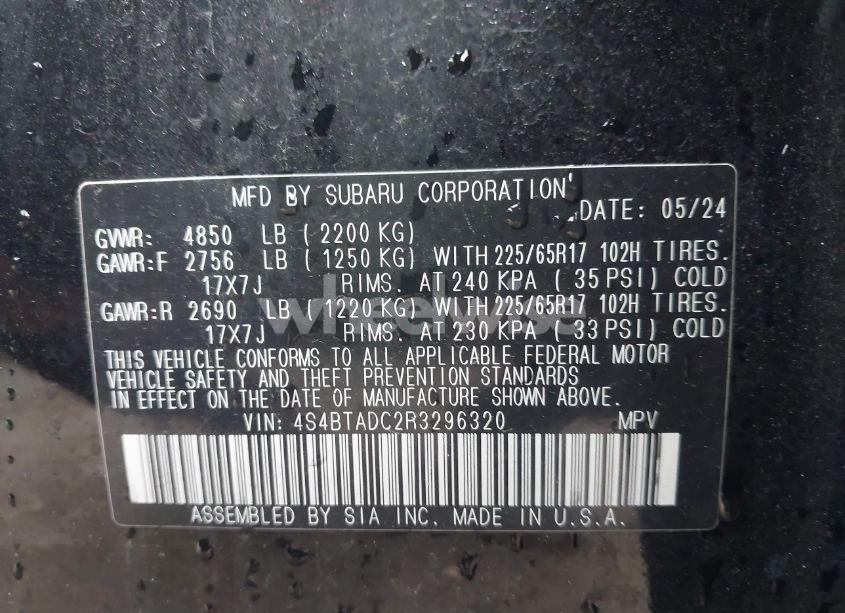 MFD BY SUBARU CORPORATION
DATE: 05/24
GVWR: 4850 LB ( 2200 KG)
GAWR:F 2756 LB ( 1250 KG) WITH 225/65R17 102H TIRES.
17X7J RIMS. AT 240 KPA ( 35 PSI) COLD
GAWR:R 2690 LB ( 1220 KG) WITH 225/65R17 102H TIRES.
17X7J RIMS. AT 230 KPA ( 33 PSI) COLD
THIS VEHICLE CONFORMS TO ALL APPLICABLE FEDERAL MOTOR
VEHICLE SAFETY AND THEFT PREVENTION STANDARDS
IN EFFECT ON THE DATE OF MANUFACTURE SHOWN ABOVE.
VIN: 4S4BTADC2R3296320 MPV
ASSEMBLED BY SIA INC. MADE IN U.S.A.